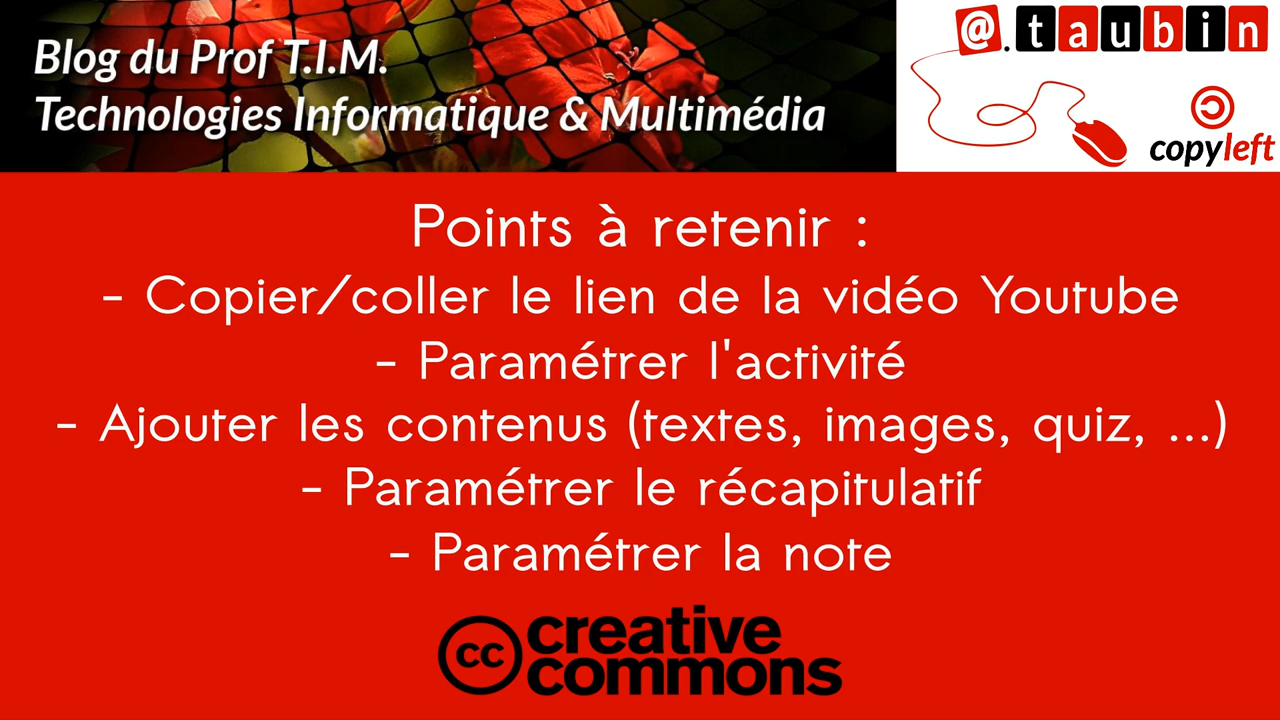 Blog du Prof T.I.M.
Technologies Informatique & Multimédia
@.taubin
copyleft
Points à retenir :
- Copier/coller le lien de la vidéo Youtube
- Paramétrer l'activité
- Ajouter les contenus (textes, images, quiz, ...)
- Paramétrer le récapitulatif
- Paramétrer la note
cc creative
commons